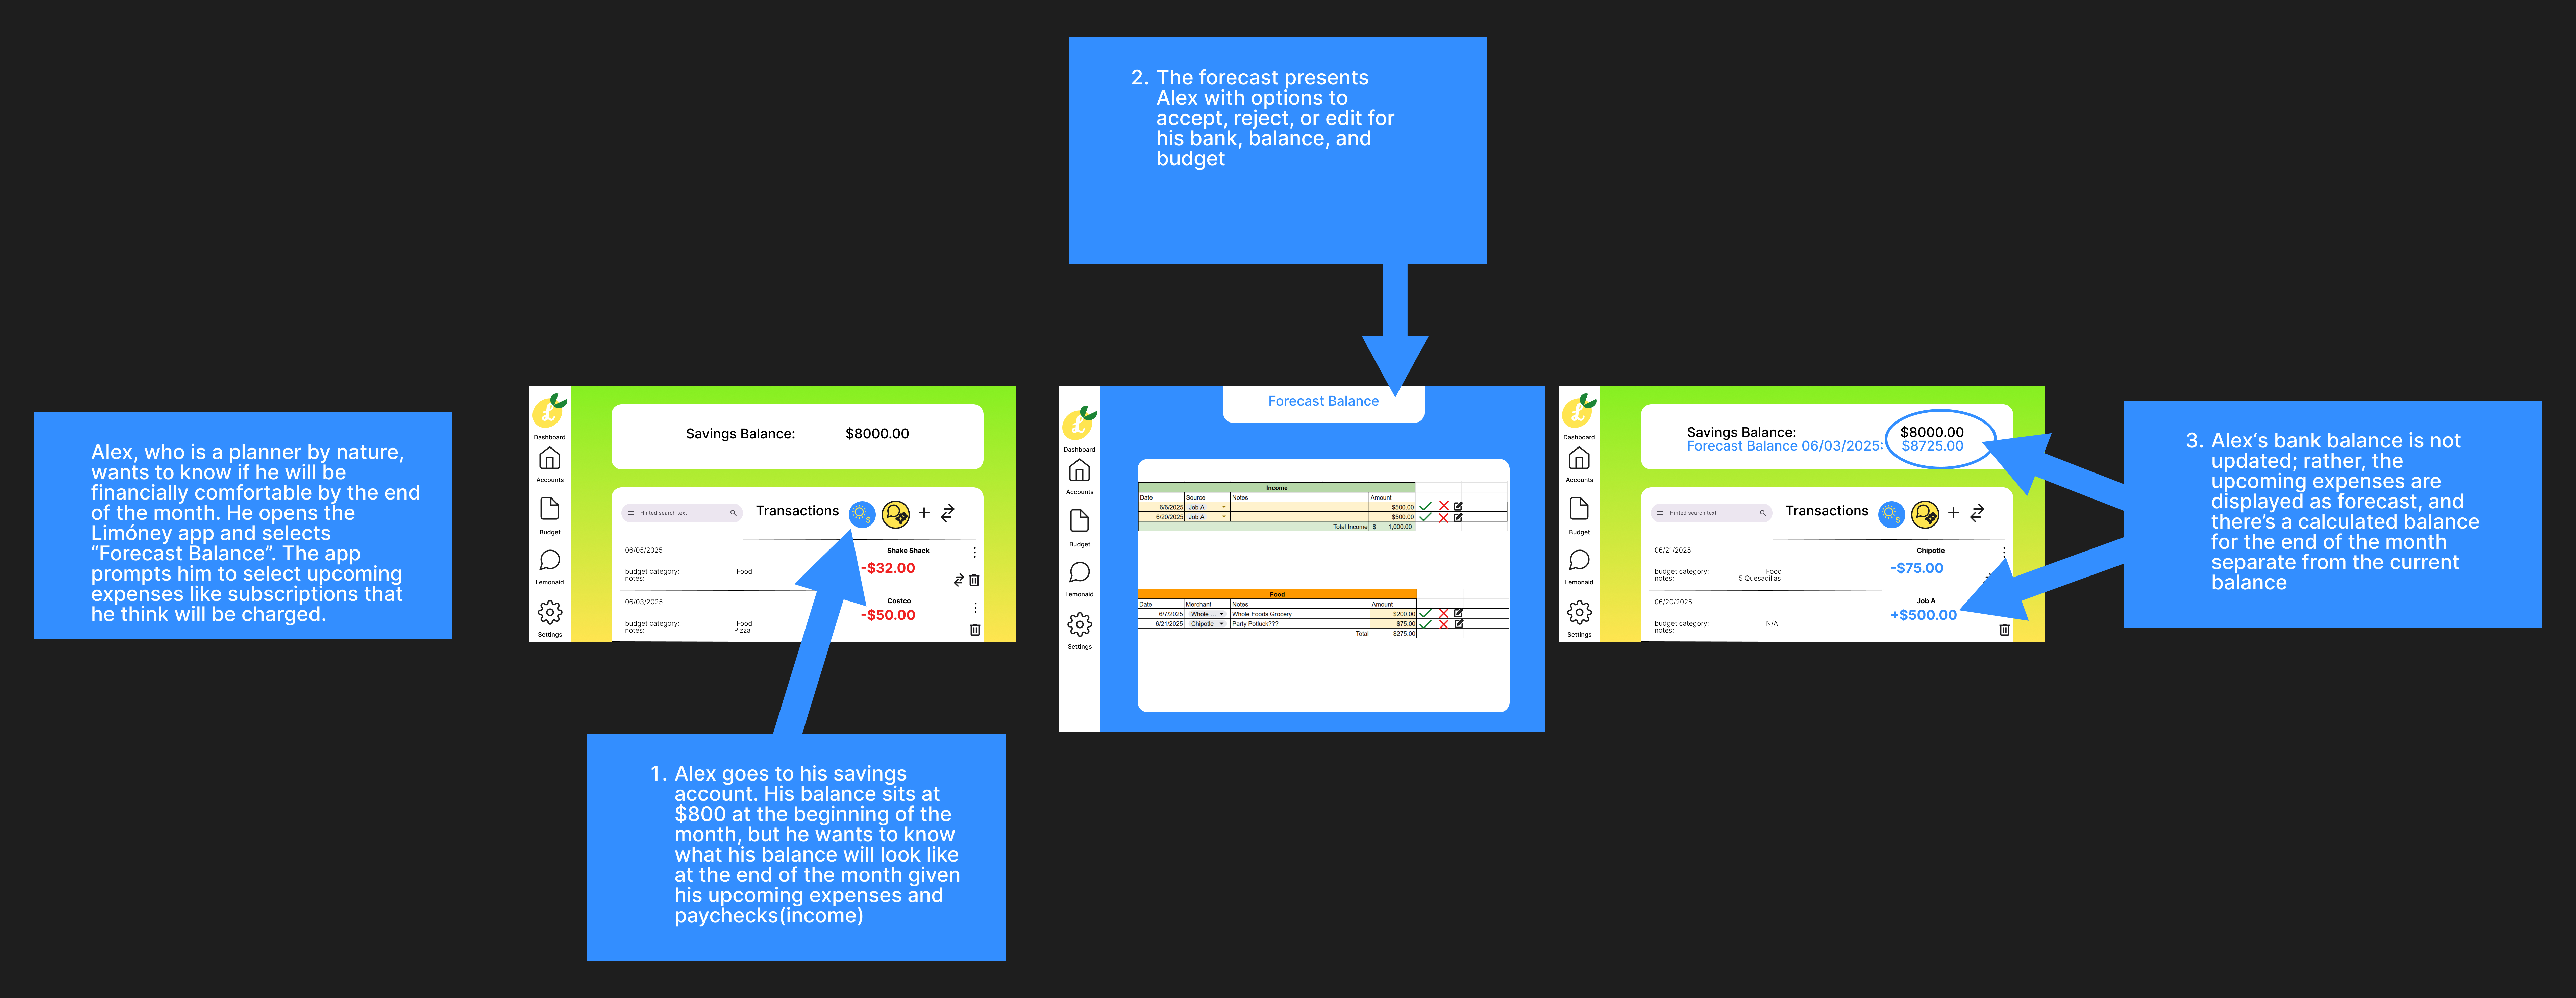 Alex, who is a planner by nature,
wants to know if he will be
financially comfortable by the end
of the month. He opens the
Limóney app and selects
“Forecast Balance”. The app
prompts him to select upcoming
expenses like subscriptions that
he think will be charged.
Dashboard
Accounts
Budget
Lemonaid
Settings
Savings Balance: $8000.00
Hinted search text
Transactions
06/05/2025 Shake Shack
-$32.00
budget category: Food
notes:
06/03/2025 Costco
-$50.00
budget category: Food
notes: Pizza
1. Alex goes to his savings
account. His balance sits at
$800 at the beginning of the
month, but he wants to know
what his balance will look like
at the end of the month given
his upcoming expenses and
paychecks(income)
2. The forecast presents
Alex with options to
accept, reject, or edit for
his bank, balance, and
budget
Forecast Balance
Dashboard
Accounts
Budget
Lemonaid
Settings
Income
Date Source Notes Amount
6/6/2025 Job A $500.00
6/20/2025 Job A $500.00
Total Income $ 1,000.00
Food
Date Merchant Notes Amount
6/7/2025 Whole ... Whole Foods Grocery $200.00
6/21/2025 Chipotle Party Potluck??? $75.00
Total $275.00
Dashboard
Accounts
Budget
Lemonaid
Settings
Savings Balance: $8000.00
Forecast Balance 06/03/2025: $8725.00
Hinted search text
Transactions
06/21/2025 Chipotle
-$75.00
budget category: Food
notes: 5 Quesadillas
06/20/2025 Job A
+$500.00
budget category: N/A
notes:
3. Alex’s bank balance is not
updated; rather, the
upcoming expenses are
displayed as forecast, and
there’s a calculated balance
for the end of the month
separate from the current
balance